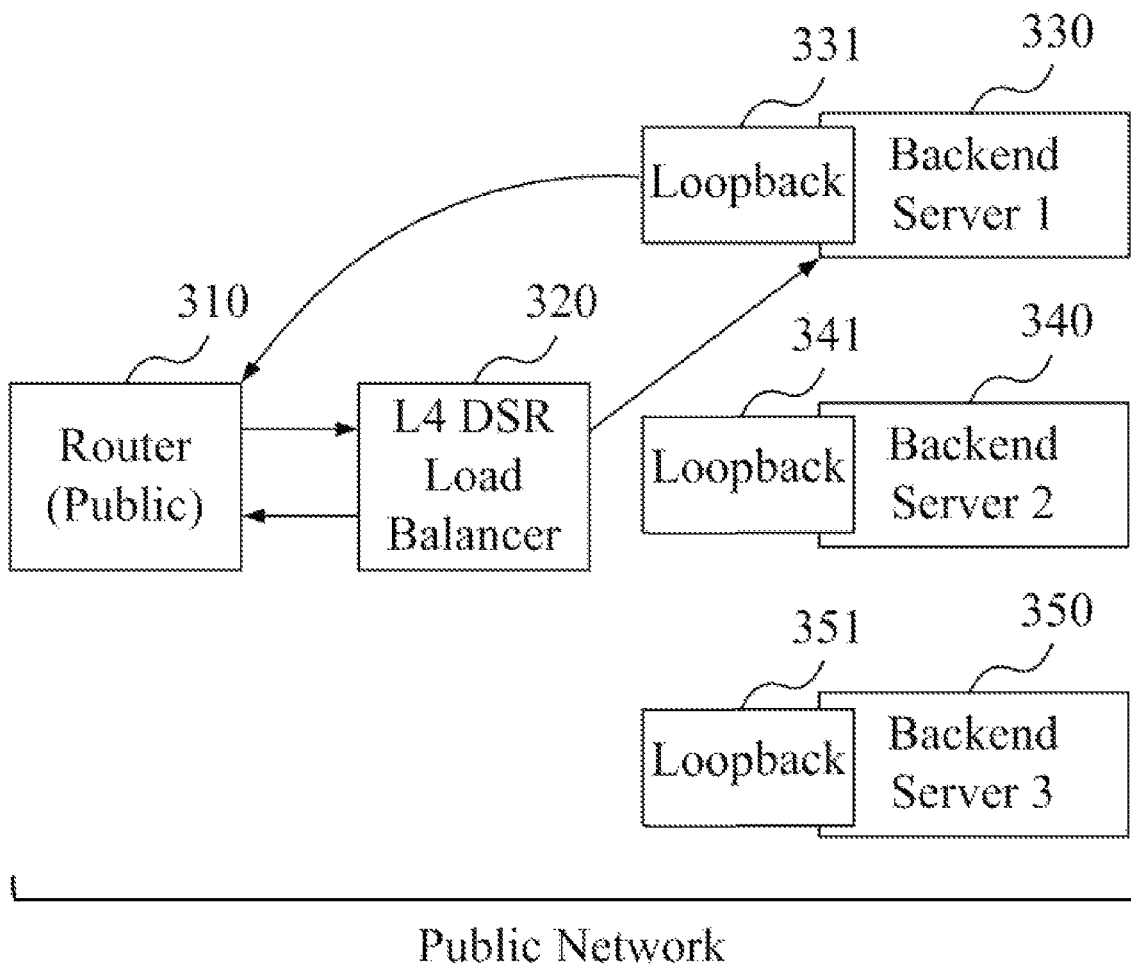 331
330
Loopback
Backend
Server 1
310
320
341
340
Router
(Public)
L4 DSR
Load
Balancer
Loopback
Backend
Server 2
351
350
Loopback
Backend
Server 3
Public Network